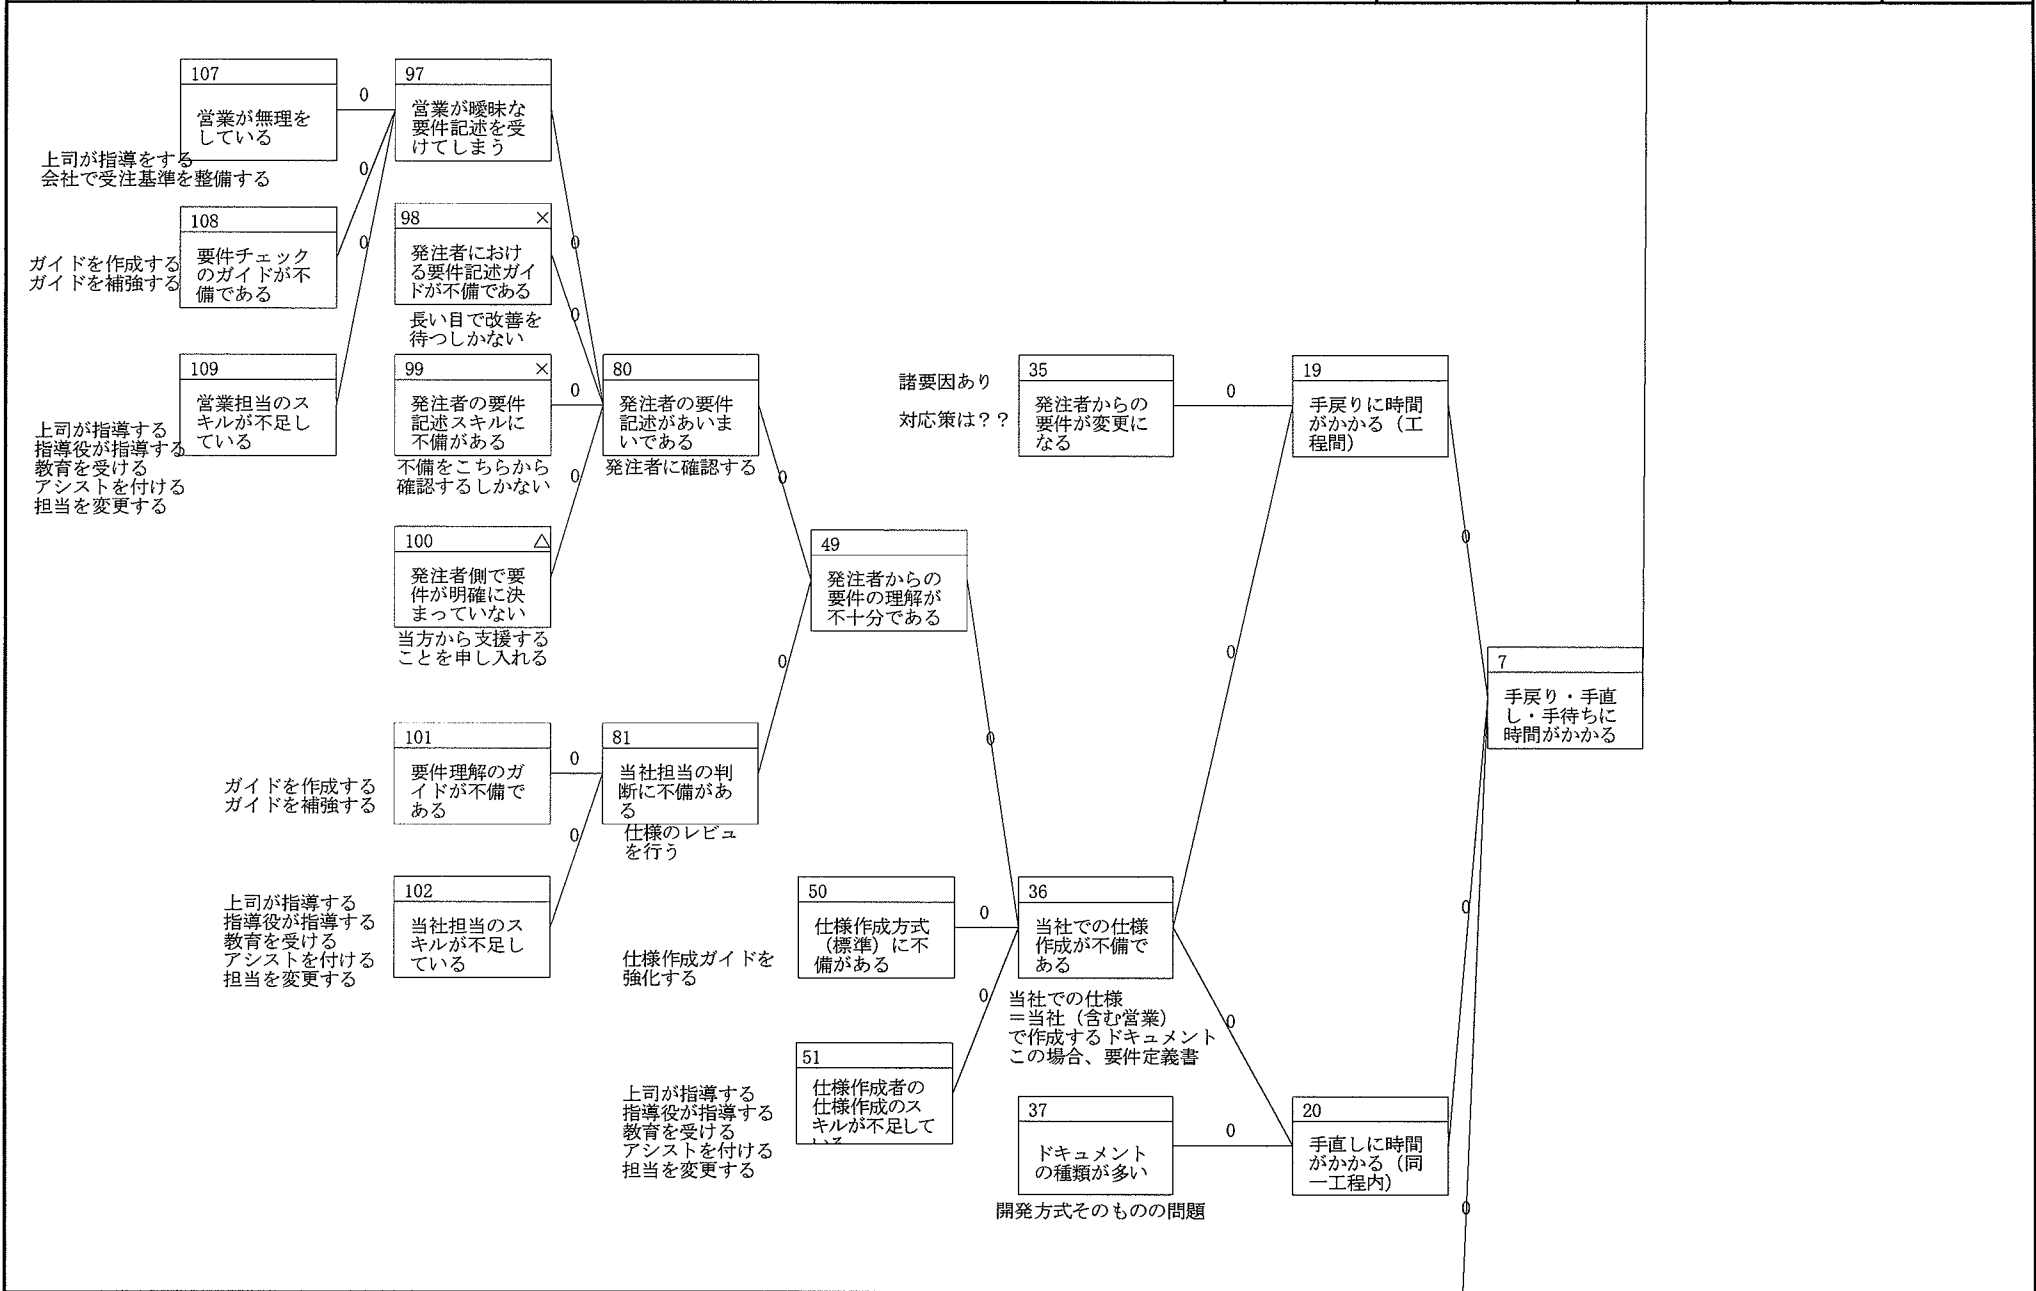 107
営業が無理を
している
0
上司が指導をする
会社で受注基準を整備する
0
108
要件チェック
のガイドが不
備である
ガイドを作成する
ガイドを補強する
0
109
営業担当のス
キルが不足し
ている
上司が指導する
指導役が指導する
教育を受ける
アシストを付ける
担当を変更する
97
営業が曖昧な
要件記述を受
けてしまう
0
98 ×
発注者におけ
る要件記述ガイ
ドが不備である
長い目で改善を
待つしかない
0
99 ×
発注者の要件
記述スキルに
不備がある
不備をこちらから
確認するしかない
0
100 △
発注者側で要
件が明確に決
まっていない
当方から支援する
ことを申し入れる
0
80
発注者の要件
記述があいま
いである
発注者に確認する
0
101
要件理解のガ
イドが不備で
ある
ガイドを作成する
ガイドを補強する
0
102
当社担当のス
キルが不足し
ている
上司が指導する
指導役が指導する
教育を受ける
アシストを付ける
担当を変更する
0
81
当社担当の判
断に不備があ
る
仕様のレビュ
を行う
0
49
発注者からの
要件の理解が
不十分である
0
50
仕様作成方式
（標準）に不
備がある
仕様作成ガイドを
強化する
0
51
仕様作成者の
仕様作成のス
キルが不足して
いる
上司が指導する
指導役が指導する
教育を受ける
アシストを付ける
担当を変更する
0
諸要因あり
対応策は？？
35
発注者からの
要件が変更に
なる
0
36
当社での仕様
作成が不備で
ある
当社での仕様
＝当社（含む営業）
で作成するドキュメント
この場合、要件定義書
0
0
37
ドキュメント
の種類が多い
開発方式そのものの問題
0
19
手戻りに時間
がかかる（工
程間）
0
20
手直しに時間
がかかる（同
一工程内）
0
0
7
手戻り・手直
し・手待ちに
時間がかかる